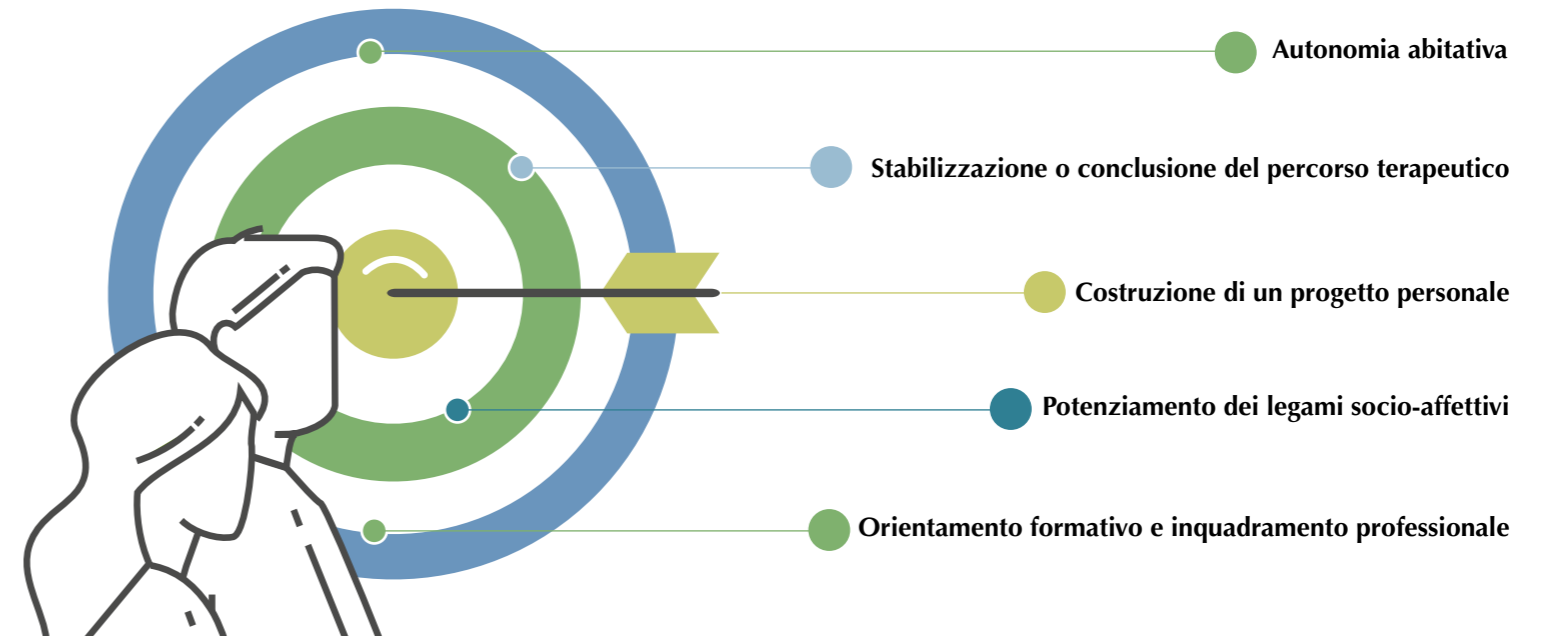 Autonomia abitativa
Stabilizzazione o conclusione del percorso terapeutico
Costruzione di un progetto personale
Potenziamento dei legami socio-affettivi
Orientamento formativo e inquadramento professionale